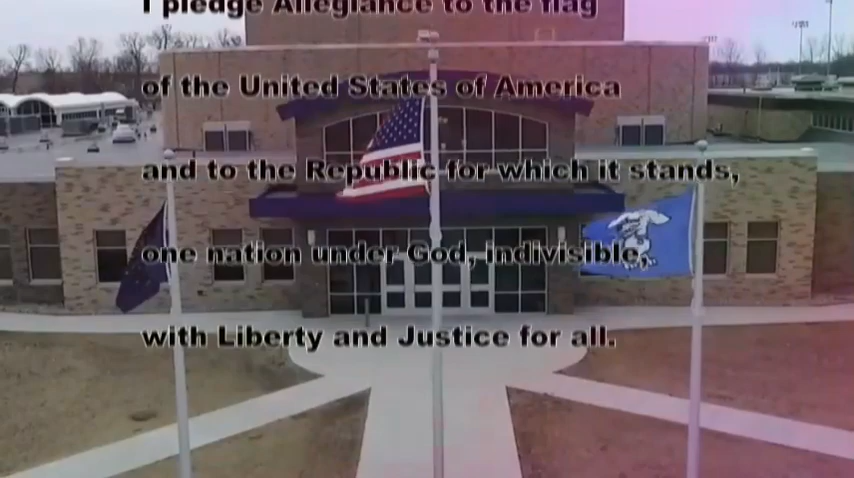 I pledge Allegiance to the flag
of the United States of America
and to the Republic for which it stands,
one nation under God, indivisible,
with Liberty and Justice for all.